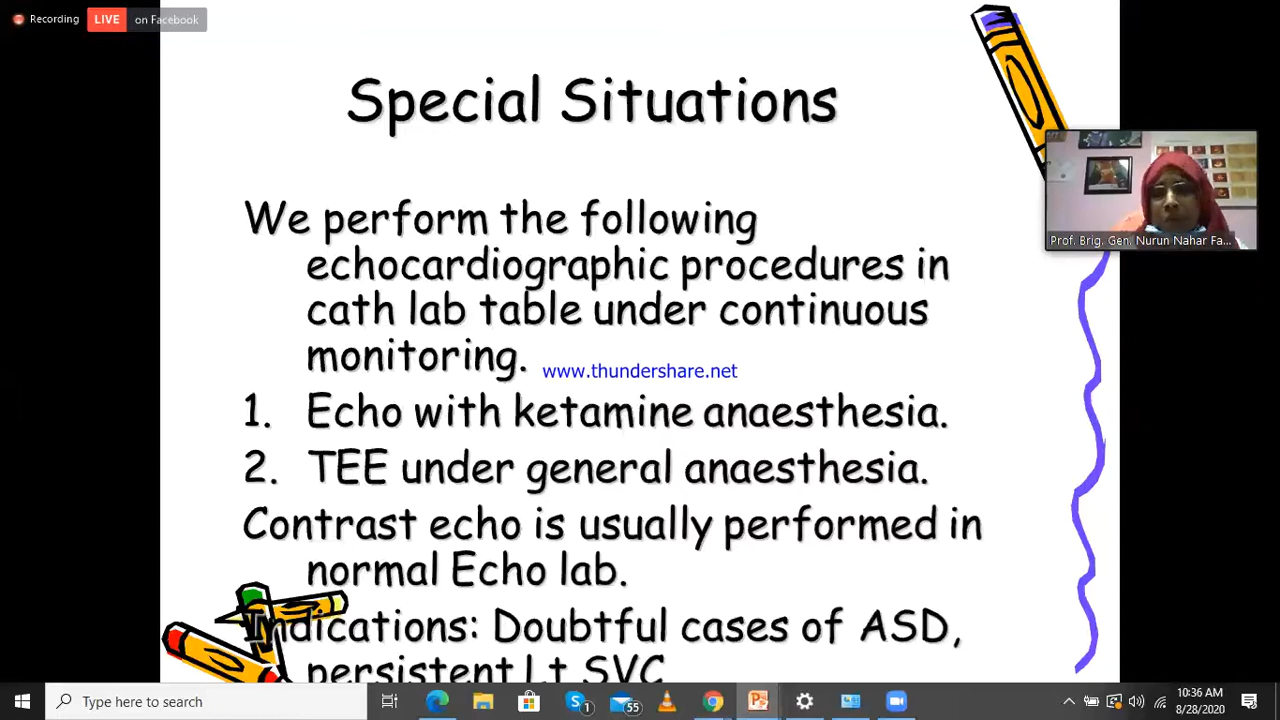 Recording LIVE on Facebook
Special Situations
We perform the following
echocardiographic procedures in
cath lab table under continuous
monitoring.
www.thundershare.net
1. Echo with ketamine anaesthesia.
2. TEE under general anaesthesia.
Contrast echo is usually performed in
normal Echo lab.
Indications: Doubtful cases of ASD,
persistent Lt SVC
Prof. Brig. Gen. Nurun Nahar Fa...
Type here to search
1
55
10:36 AM
8/28/2020